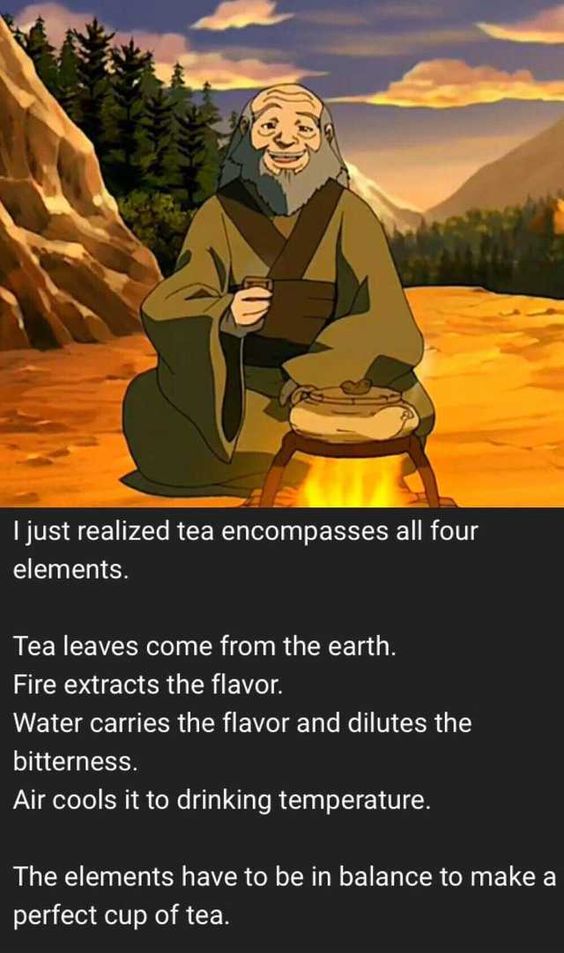 I just realized tea encompasses all four
elements.
Tea leaves come from the earth.
Fire extracts the flavor.
Water carries the flavor and dilutes the
bitterness.
Air cools it to drinking temperature.
The elements have to be in balance to make a
perfect cup of tea.